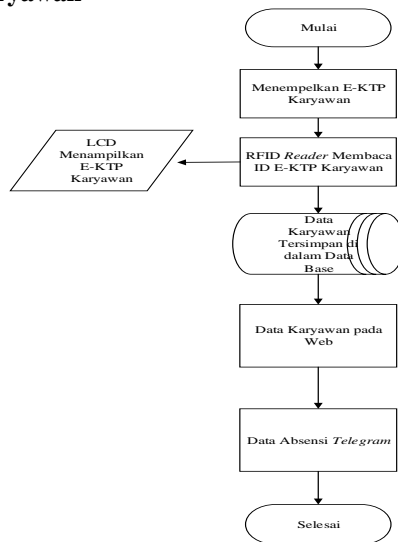 Mulai
Menempelkan E-KTP
Karyawan
LCD
Menampilkan
E-KTP
Karyawan
RFID Reader Membaca
ID E-KTP Karyawan
Data
Karyawan
Tersimpan di
dalam Data
Base
Data Karyawan pada
Web
Data Absensi Telegram
Selesai